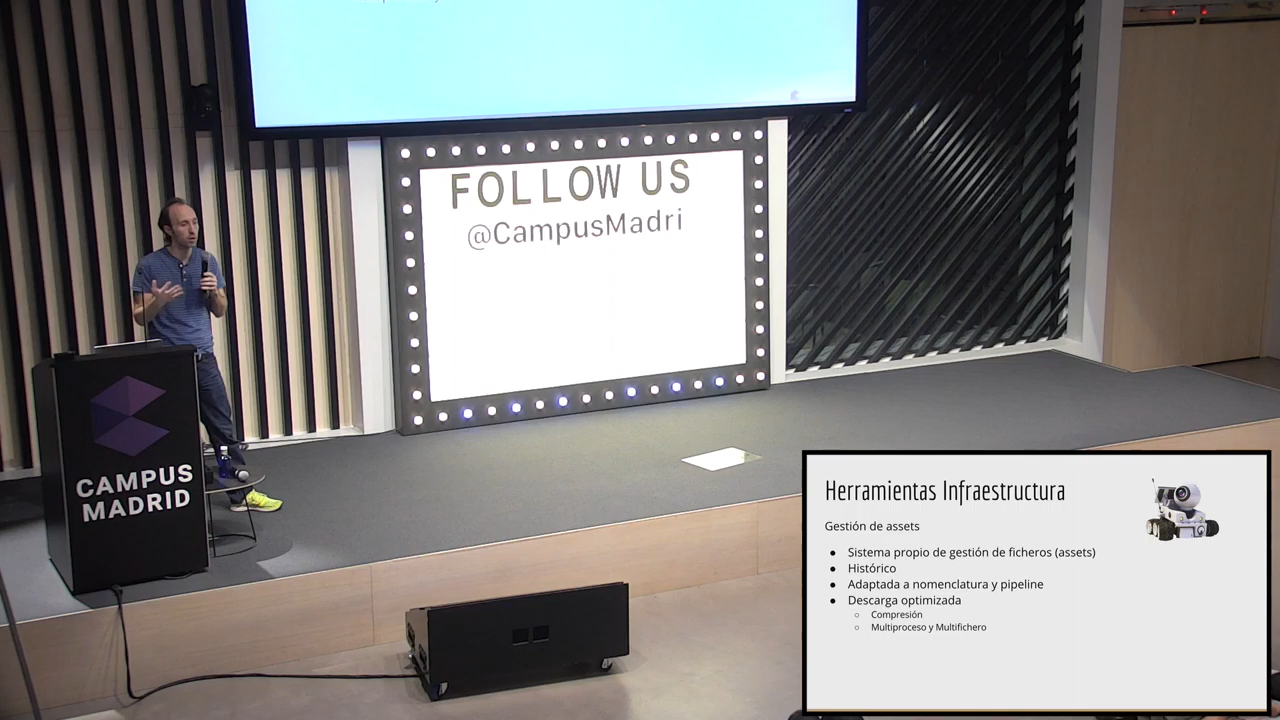 FOLLOW US
@CampusMadri
CAMPUS
MADRID
Herramientas Infraestructura
Gestión de assets
● Sistema propio de gestión de ficheros (assets)
● Histórico
● Adaptada a nomenclatura y pipeline
● Descarga optimizada
○ Compresión
○ Multiproceso y Multifichero